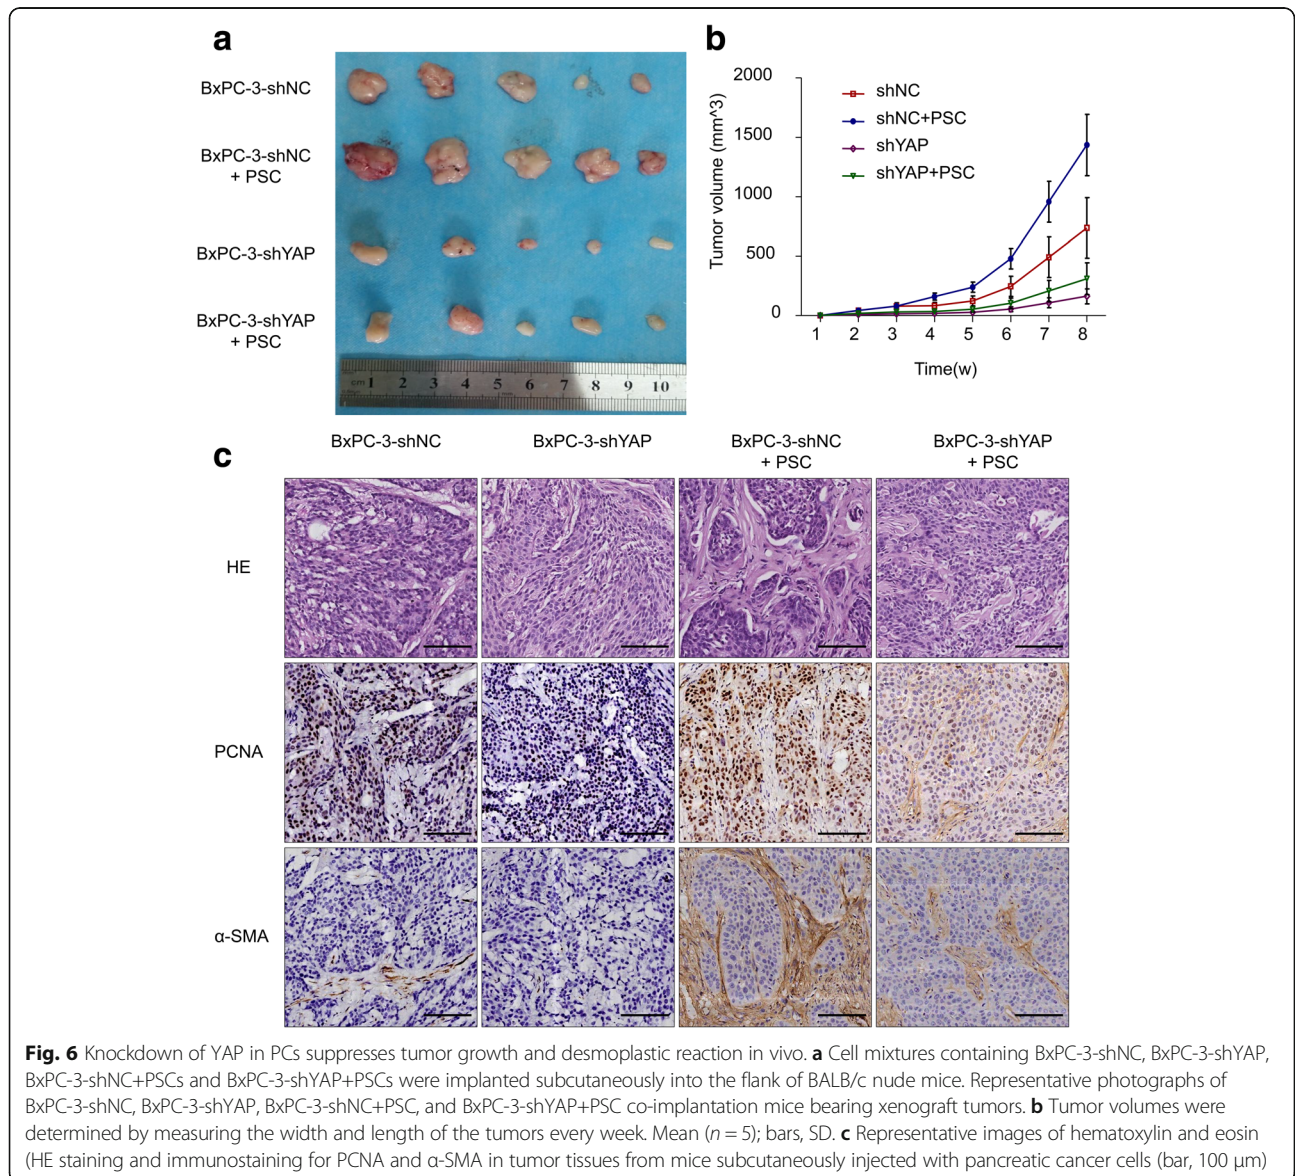 a
BxPC-3-shNC
BxPC-3-shNC
+ PSC
BxPC-3-shYAP
BxPC-3-shYAP
+ PSC
cm 1 2 3 4 5 6 7 8 9 10
b
Tumor volume (mm^3)
2000
1500
1000
500
0
shNC
shNC+PSC
shYAP
shYAP+PSC
1 2 3 4 5 6 7 8
Time(w)
c
BxPC-3-shNC
BxPC-3-shYAP
BxPC-3-shNC
+ PSC
BxPC-3-shYAP
+ PSC
HE
PCNA
α-SMA
Fig. 6 Knockdown of YAP in PCs suppresses tumor growth and desmoplastic reaction in vivo. a Cell mixtures containing BxPC-3-shNC, BxPC-3-shYAP,
BxPC-3-shNC+PSCs and BxPC-3-shYAP+PSCs were implanted subcutaneously into the flank of BALB/c nude mice. Representative photographs of
BxPC-3-shNC, BxPC-3-shYAP, BxPC-3-shNC+PSC, and BxPC-3-shYAP+PSC co-implantation mice bearing xenograft tumors. b Tumor volumes were
determined by measuring the width and length of the tumors every week. Mean (n = 5); bars, SD. c Representative images of hematoxylin and eosin
(HE staining and immunostaining for PCNA and α-SMA in tumor tissues from mice subcutaneously injected with pancreatic cancer cells (bar, 100 μm)